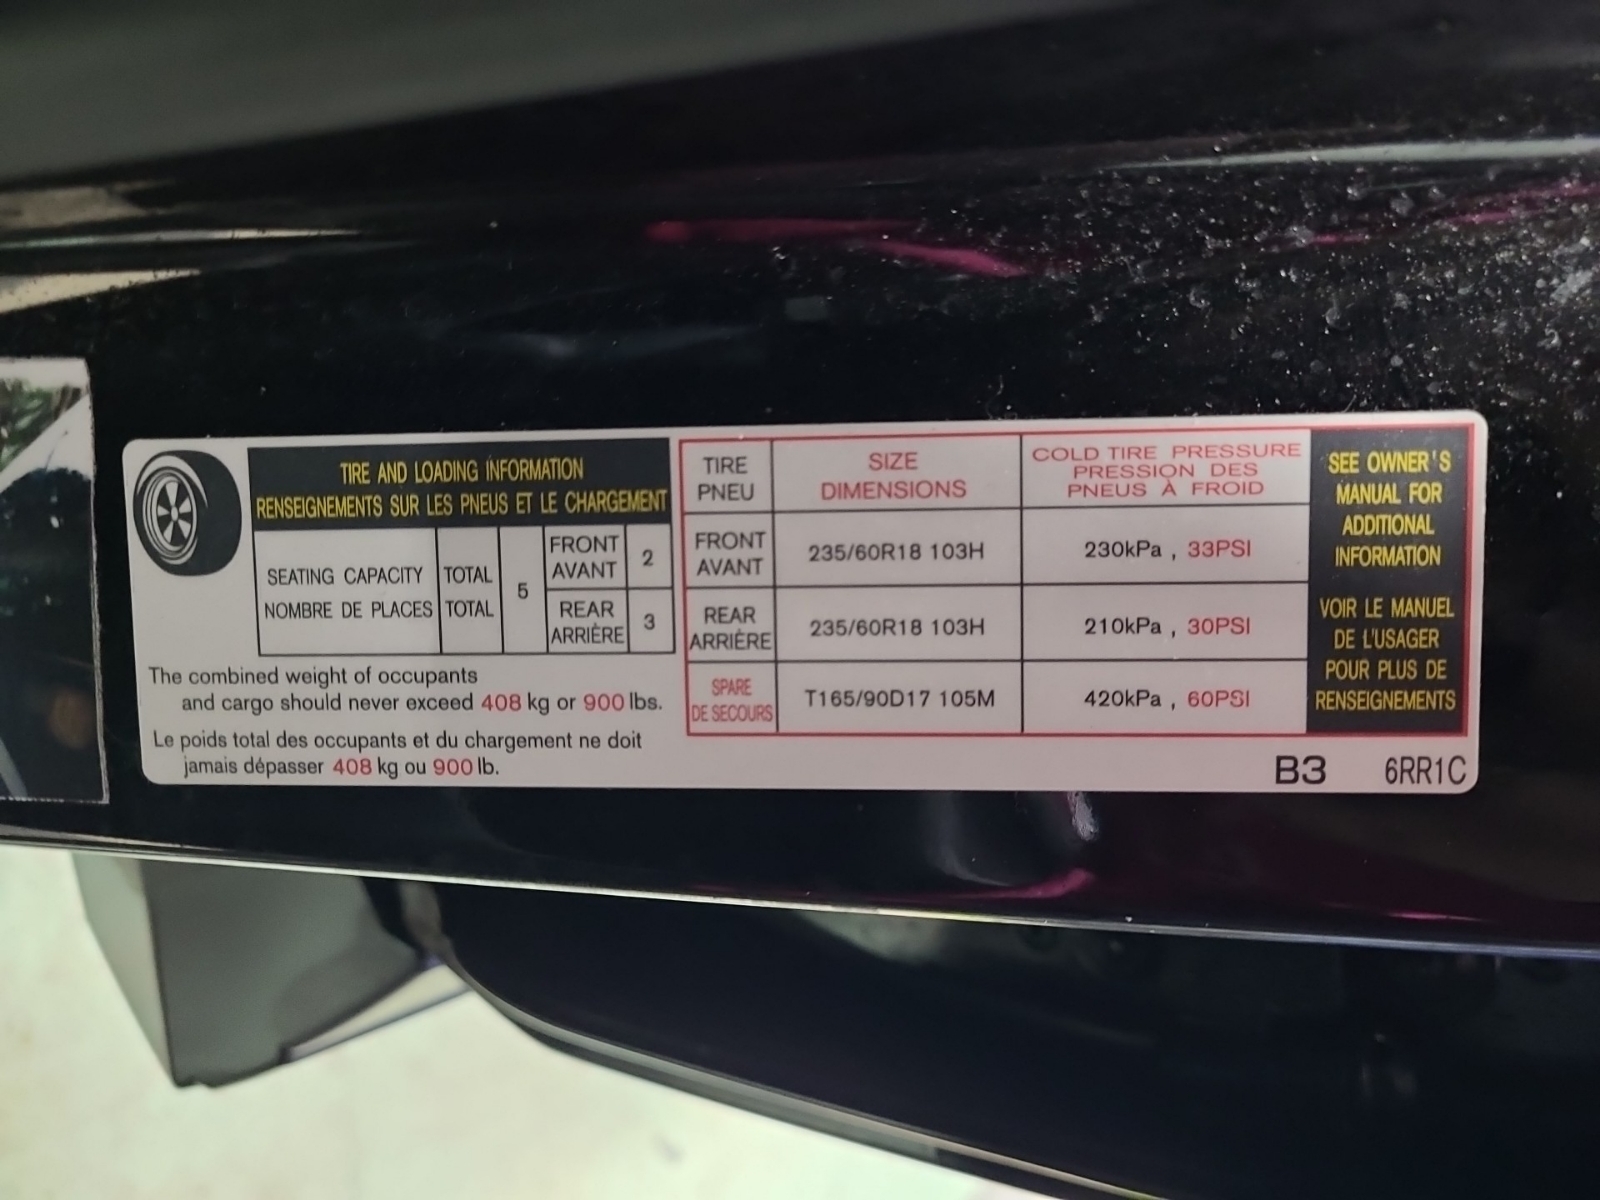 TIRE AND LOADING INFORMATION
RENSEIGNEMENTS SUR LES PNEUS ET LE CHARGEMENT
SEATING CAPACITY TOTAL 5 FRONT 2
NOMBRE DE PLACES TOTAL AVANT
REAR 3
ARRIÈRE
The combined weight of occupants
and cargo should never exceed 408 kg or 900 lbs.
Le poids total des occupants et du chargement ne doit
jamais dépasser 408 kg ou 900 lb.
TIRE SIZE COLD TIRE PRESSURE
PNEU DIMENSIONS PRESSION DES
PNEUS À FROID
FRONT
AVANT 235/60R18 103H 230kPa , 33PSI
REAR
ARRIÈRE 235/60R18 103H 210kPa , 30PSI
SPARE
DE SECOURS T165/90D17 105M 420kPa , 60PSI
SEE OWNER'S
MANUAL FOR
ADDITIONAL
INFORMATION
VOIR LE MANUEL
DE L'USAGER
POUR PLUS DE
RENSEIGNEMENTS
B3 6RR1C